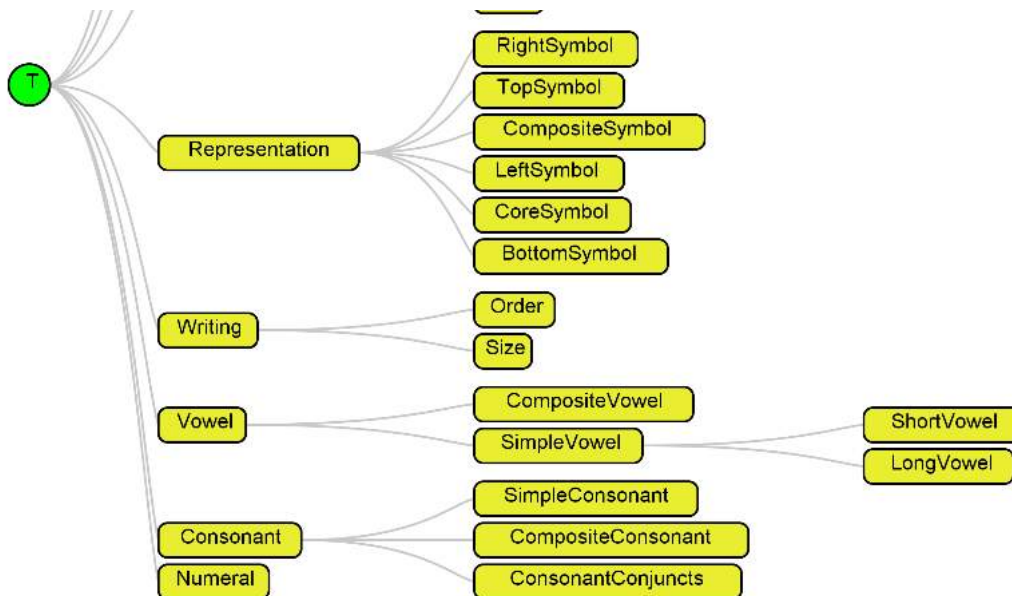 RightSymbol
T
TopSymbol
CompositeSymbol
Representation
LeftSymbol
CoreSymbol
BottomSymbol
Order
Writing
Size
CompositeVowel
Vowel
ShortVowel
SimpleVowel
LongVowel
SimpleConsonant
Consonant
CompositeConsonant
Numeral
ConsonantConjuncts